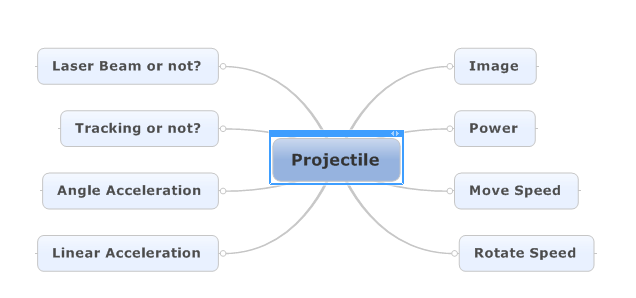 Laser Beam or not?
Image
Tracking or not?
Power
Projectile
Angle Acceleration
Move Speed
Linear Acceleration
Rotate Speed